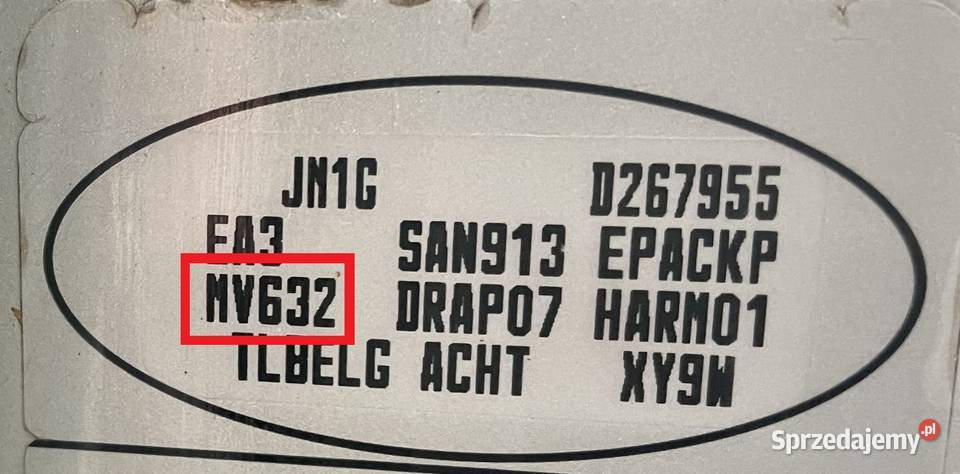 JN1G D267955
EA3 SAN913 EPACKP
MV632 DRAP07 HARM01
TLBELG ACHT XY9W
Sprzedajemy.pl